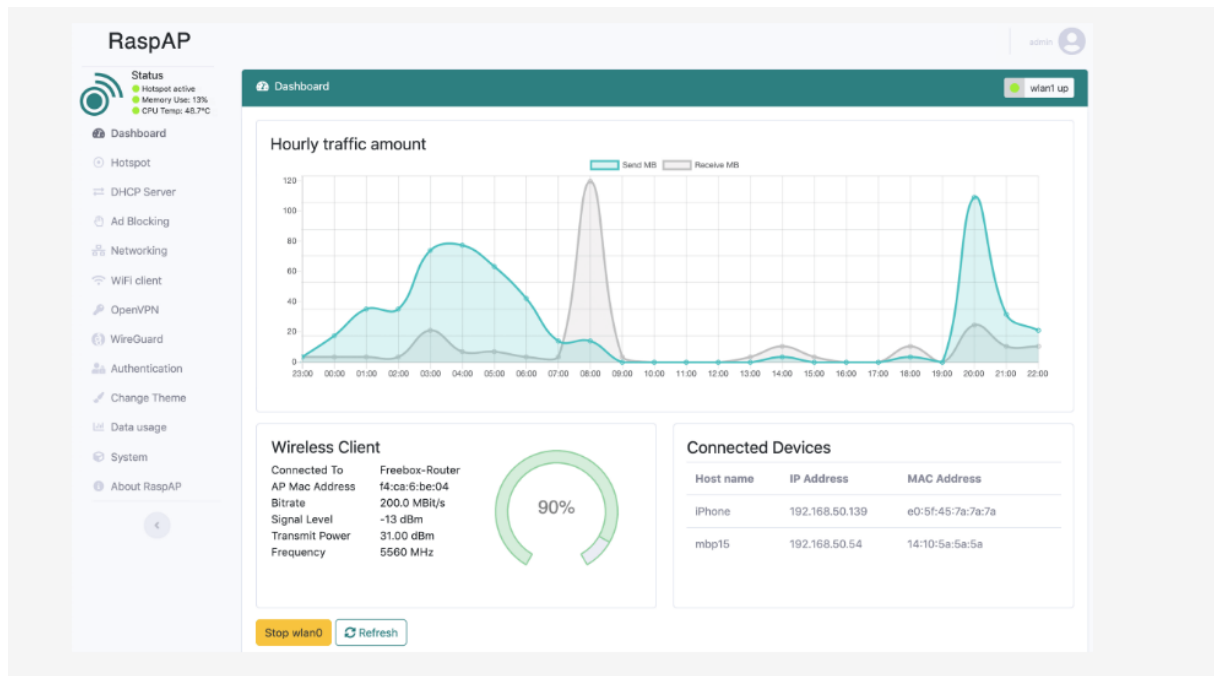 RaspAP
admin
Status
Hotspot active
Memory Use: 13%
CPU Temp: 48.7°C
Dashboard
Hotspot
DHCP Server
Ad Blocking
Networking
WiFi client
OpenVPN
WireGuard
Authentication
Change Theme
Data usage
System
About RaspAP
Dashboard
wlan1 up
Hourly traffic amount
Send MB Receive MB
120
100
80
60
40
20
0
23:00 00:00 01:00 02:00 03:00 04:00 05:00 06:00 07:00 08:00 09:00 10:00 11:00 12:00 13:00 14:00 15:00 16:00 17:00 18:00 19:00 20:00 21:00 22:00
Wireless Client
Connected To Freebox-Router
AP Mac Address f4:ca:6:be:04
Bitrate 200.0 MBit/s
Signal Level -13 dBm
Transmit Power 31.00 dBm
Frequency 5560 MHz
90%
Connected Devices
Host name IP Address MAC Address
iPhone 192.168.50.139 e0:5f:45:7a:7a:7a
mbp15 192.168.50.54 14:10:5a:5a:5a
Stop wlan0 Refresh